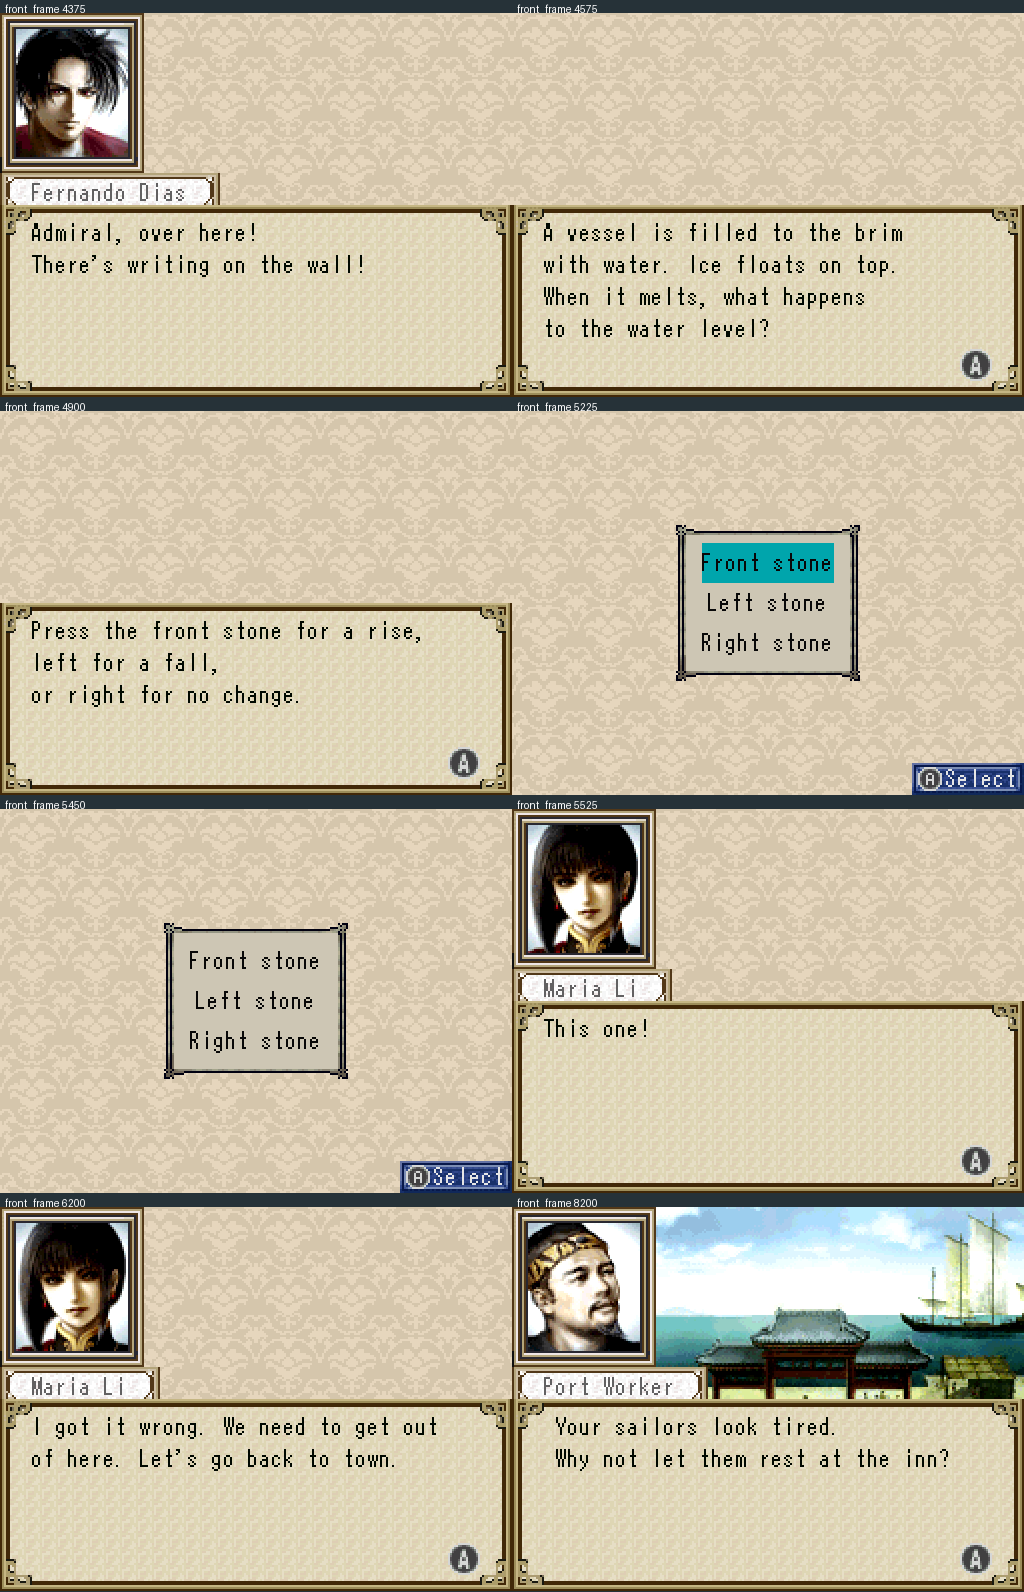 front frame 4375
Fernando Dias
Admiral, over here!
There's writing on the wall!
front frame 4575
A vessel is filled to the brim
with water. Ice floats on top.
When it melts, what happens
to the water level?
A
front frame 4900
Press the front stone for a rise,
left for a fall,
or right for no change.
A
front frame 5225
Front stone
Left stone
Right stone
A Select
front frame 5450
Front stone
Left stone
Right stone
A Select
front frame 5525
Maria Li
This one!
A
front frame 6200
Maria Li
I got it wrong. We need to get out
of here. Let's go back to town.
A
front frame 8200
Port Worker
Your sailors look tired.
Why not let them rest at the inn?
A